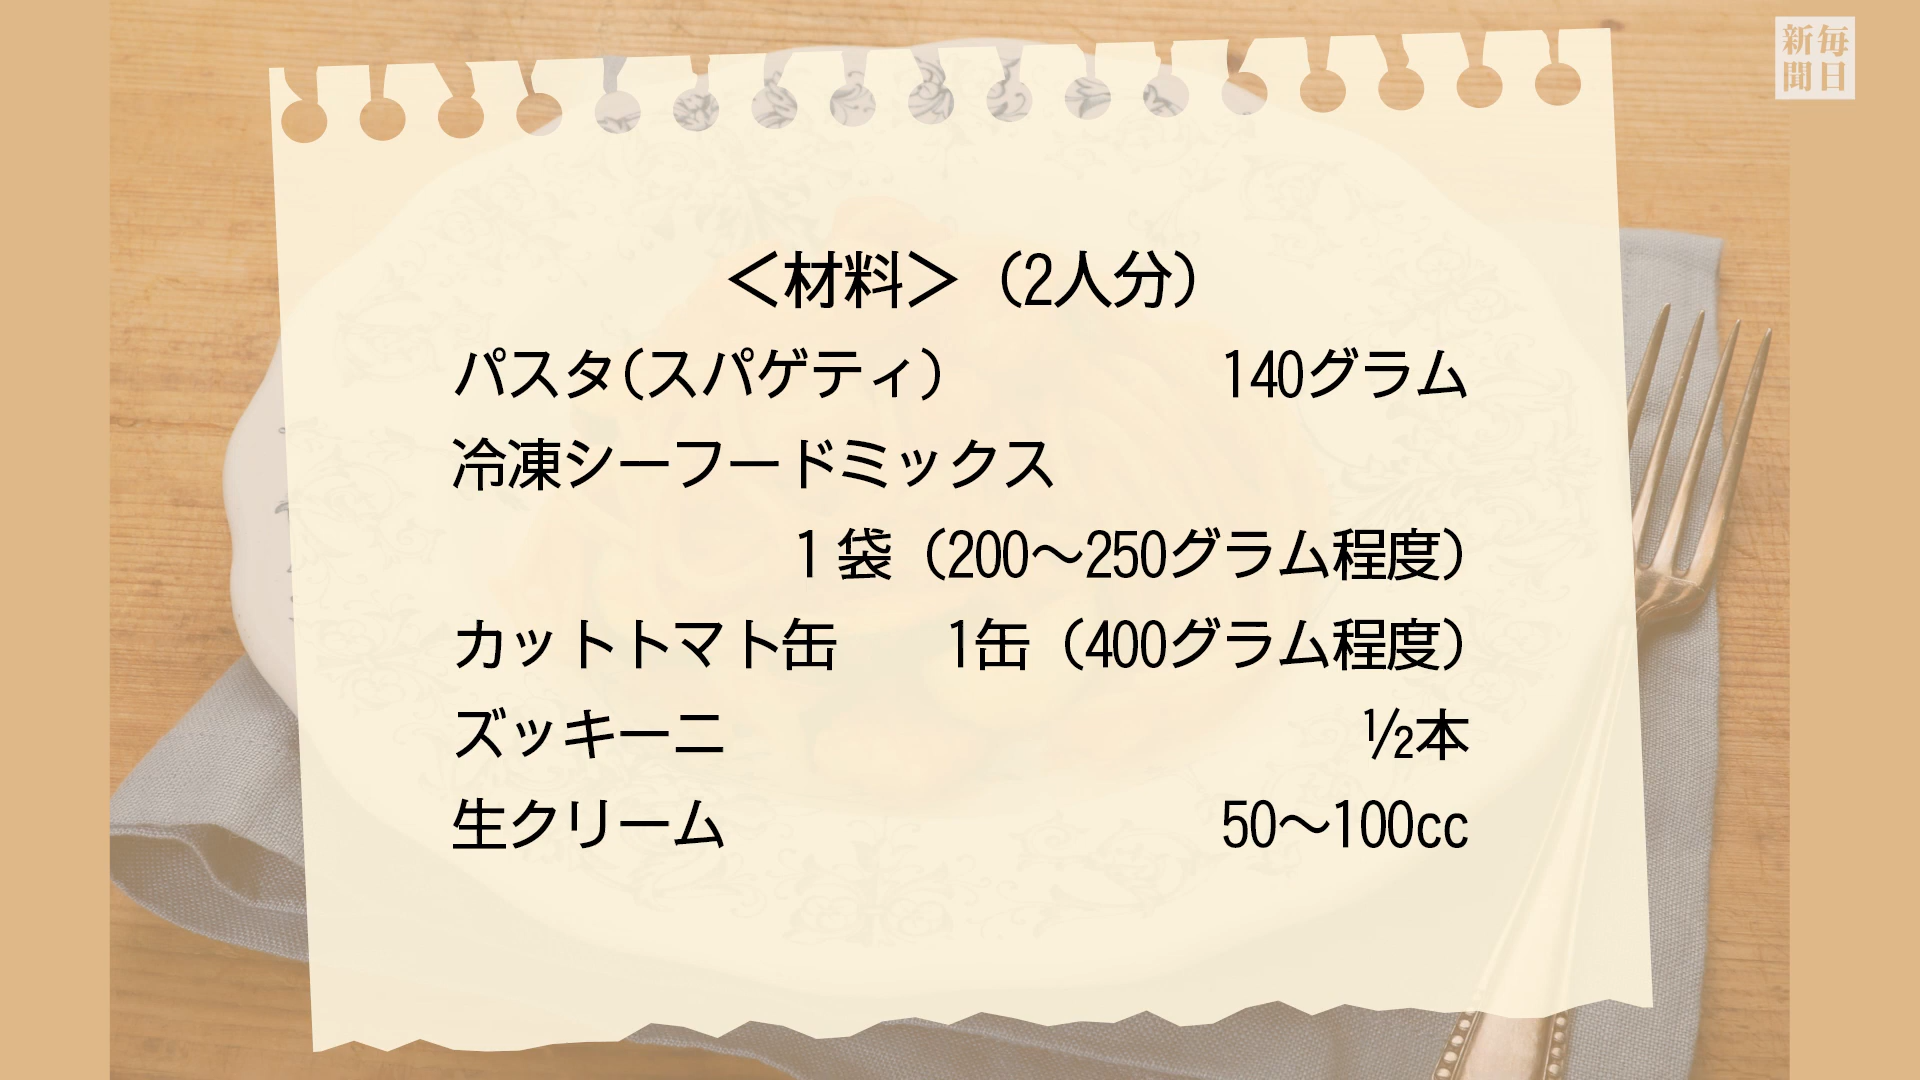 ＜材料＞（2人分）
パスタ(スパゲティ）　140グラム
冷凍シーフードミックス
1 袋（200〜250グラム程度）
カットトマト缶　1缶（400グラム程度）
ズッキーニ　½本
生クリーム　50〜100cc
毎日
新聞